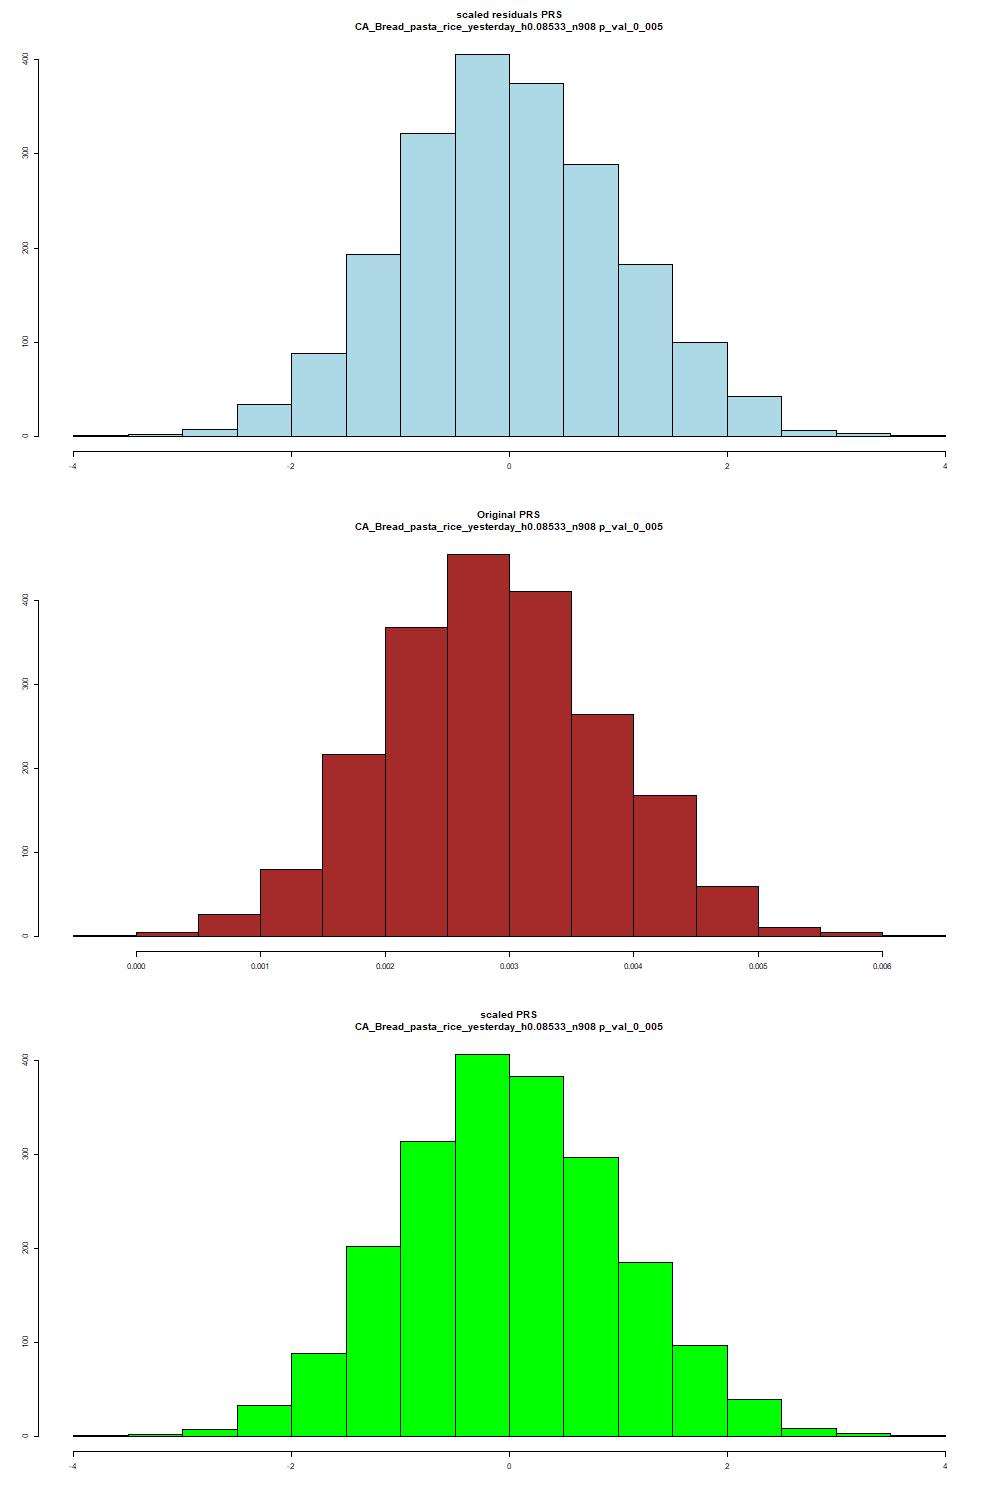 scaled residuals PRS
CA_Bread_pasta_rice_yesterday_h0.08533_n908 p_val_0_005
400
300
200
100
0
-4 -2 0 2 4
Original PRS
CA_Bread_pasta_rice_yesterday_h0.08533_n908 p_val_0_005
400
300
200
100
0
0.000 0.001 0.002 0.003 0.004 0.005 0.006
scaled PRS
CA_Bread_pasta_rice_yesterday_h0.08533_n908 p_val_0_005
400
300
200
100
0
-4 -2 0 2 4